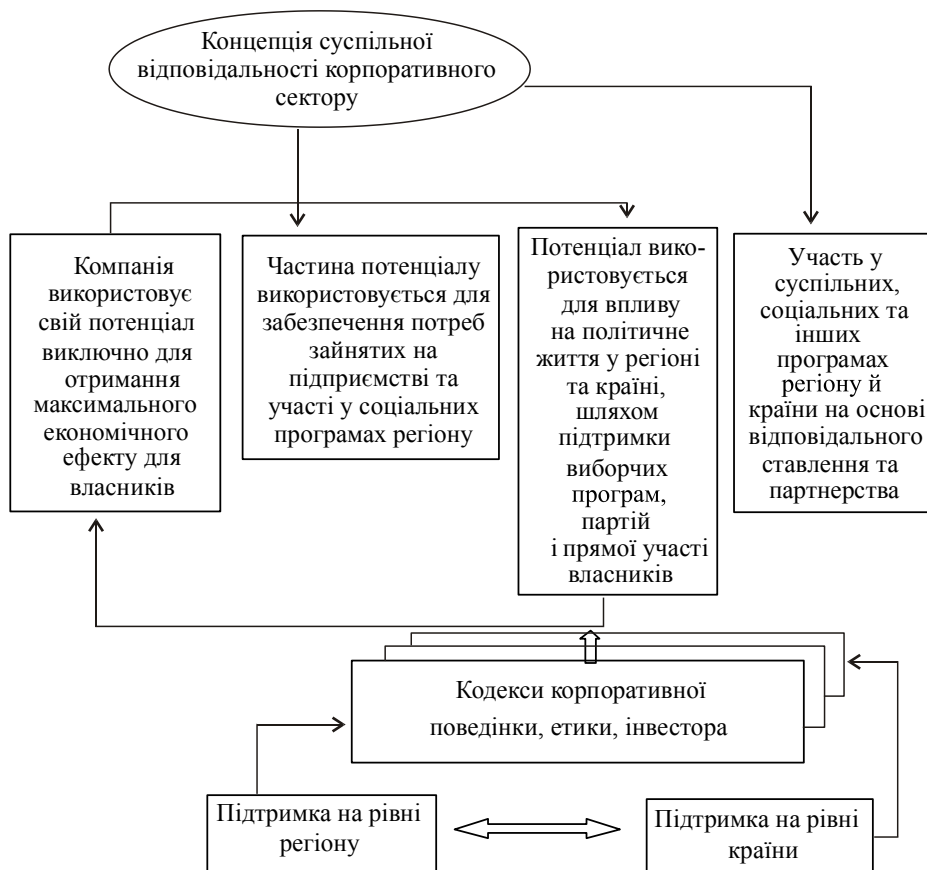 Концепція суспільної
відповідальності корпоративного
сектору
Компанія
використовує
свій потенціал
виключно для
отримання
максимального
економічного
ефекту для
власників
Частина потенціалу
використовується для
забезпечення потреб
зайнятих на
підприємстві та
участі у соціальних
програмах регіону
Потенціал вико-
ристовується
для впливу
на політичне
життя у регіоні
та країні,
шляхом
підтримки
виборчих
програм,
партій
і прямої участі
власників
Участь у
суспільних,
соціальних та
інших
програмах
регіону й
країни на основі
відповідального
ставлення та
партнерства
Кодекси корпоративної
поведінки, етики, інвестора
Підтримка на рівні
регіону
Підтримка на рівні
країни